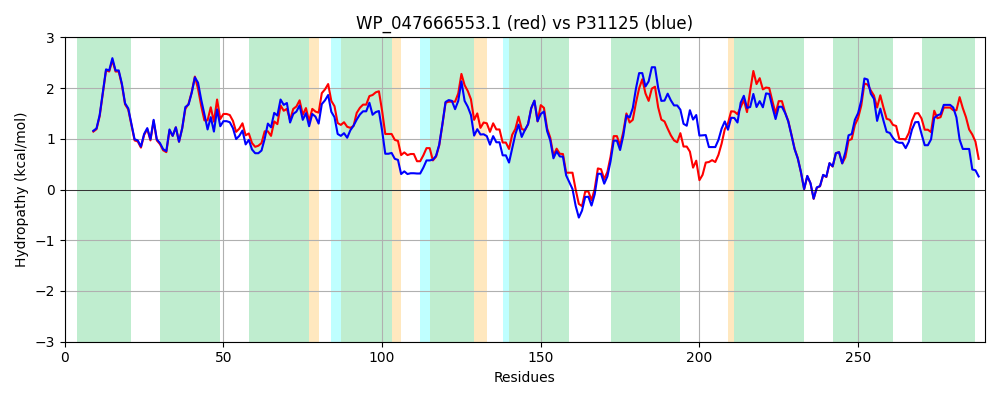 WP_047666553.1 (red) vs P31125 (blue)
Hydropathy (kcal/mol)
3
2
1
0
−1
−2
−3
0 50 100 150 200 250
Residues